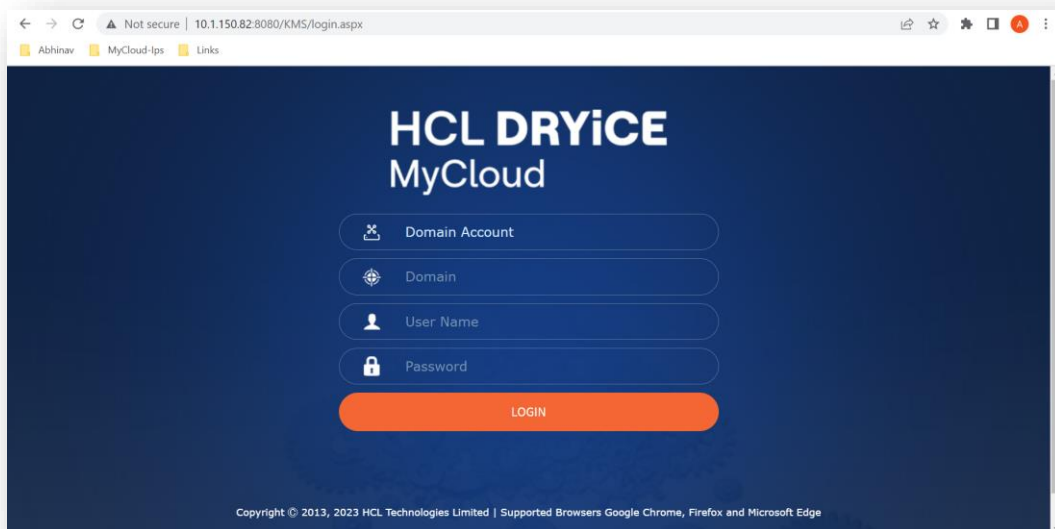 Not secure | 10.1.150.82:8080/KMS/login.aspx
A
Abhinav MyCloud-Ips Links
HCL DRYiCE
MyCloud
Domain Account
Domain
User Name
Password
LOGIN
Copyright © 2013, 2023 HCL Technologies Limited | Supported Browsers Google Chrome, Firefox and Microsoft Edge